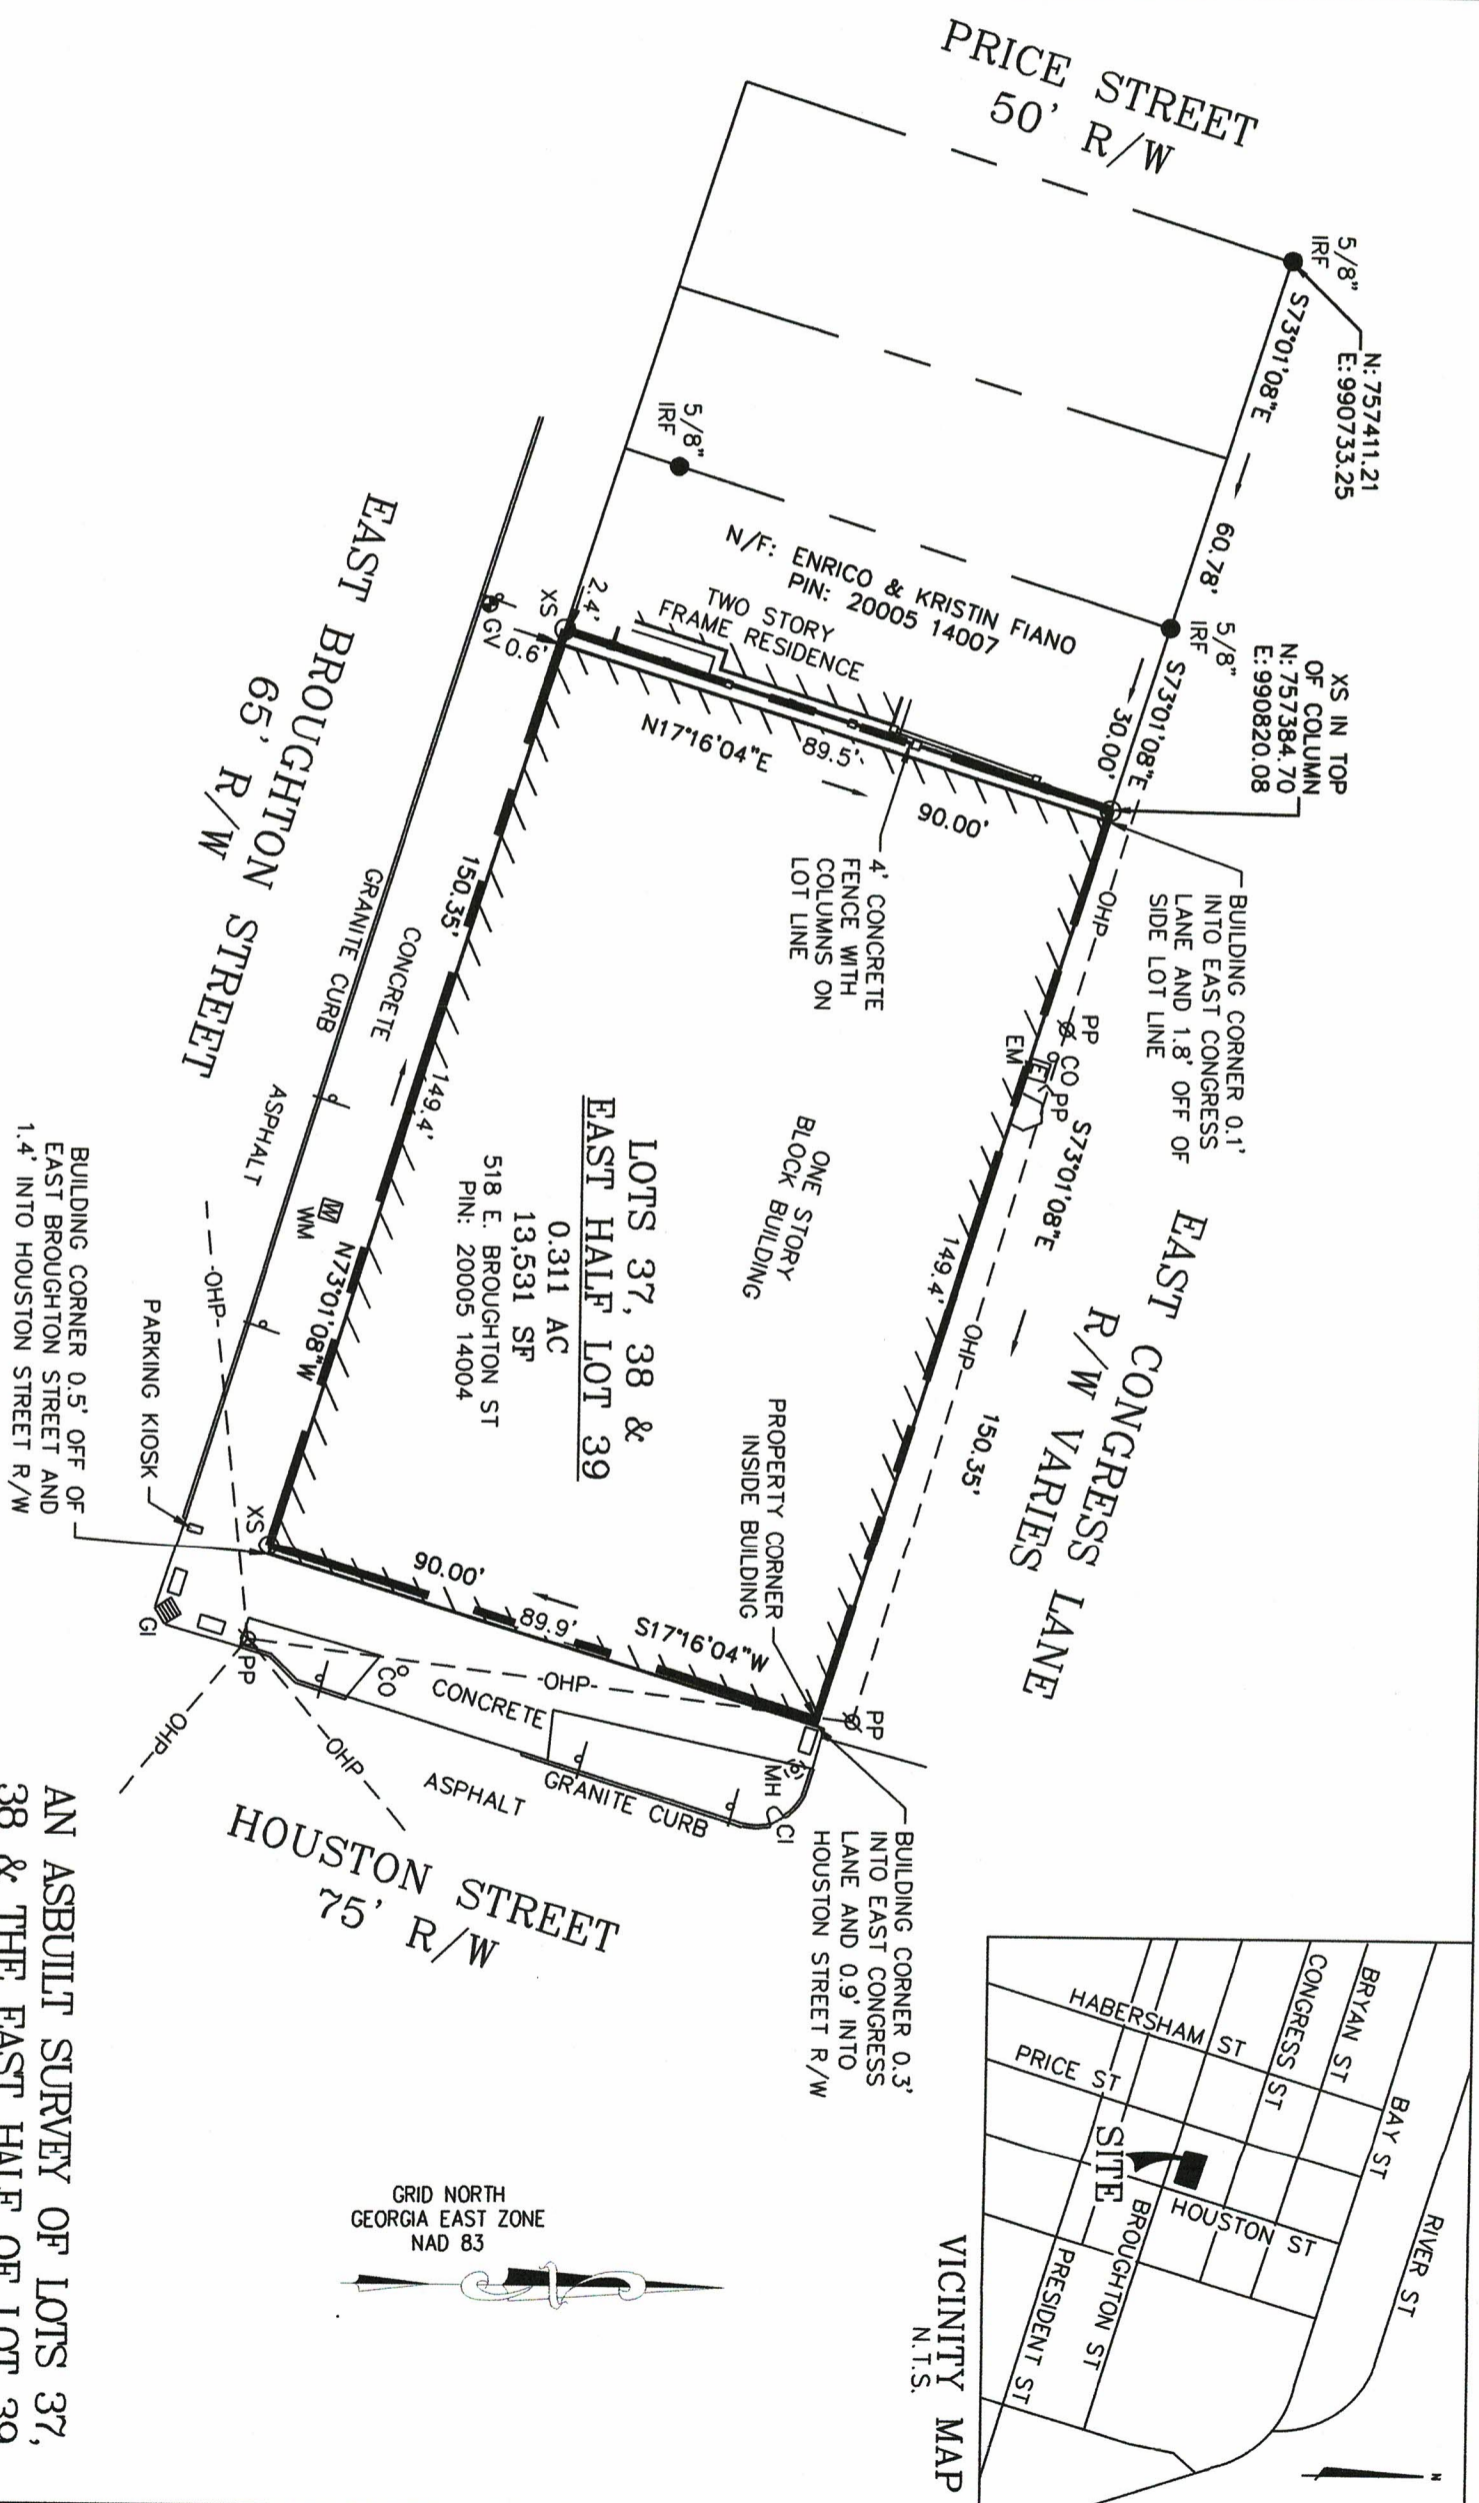 PRICE STREET
50' R/W
5/8"
IRF
N: 757411.21
E: 990733.25
S73°01'08"E
60.78'
5/8"
IRF
S73°01'08"E
30.00'
XS IN TOP
OF COLUMN
N: 757384.70
E: 990820.08
5/8"
IRF
N/F: ENRICO & KRISTIN FIANO
PIN: 20005 14007
TWO STORY
FRAME RESIDENCE
2.4'
XS
GV
0.6'
N17°16'04"E
89.5'
90.00'
4' CONCRETE
FENCE WITH
COLUMNS ON
LOT LINE
BUILDING CORNER 0.1'
INTO EAST CONGRESS
LANE AND 1.8' OFF OF
SIDE LOT LINE
-OHP-
PP
CO
E
EM
PP
S73°01'08"E
149.4'
-OHP-
150.35'
EAST CONGRESS LANE
R/W VARIES
EAST BROUGHTON STREET
65' R/W
GRANITE CURB
CONCRETE
150.35'
149.4'
ASPHALT
W
WM
N73°01'08"W
-OHP-
ONE STORY
BLOCK BUILDING
LOTS 37, 38 &
EAST HALF LOT 39
0.311 AC
13,531 SF
518 E. BROUGHTON ST
PIN: 20005 14004
PROPERTY CORNER
INSIDE BUILDING
PARKING KIOSK
BUILDING CORNER 0.5' OFF OF
EAST BROUGHTON STREET AND
1.4' INTO HOUSTON STREET R/W
XS
90.00'
89.9'
S17°16'04"W
GI
PP
CO
-OHP-
CONCRETE
PP
MH
CI
OHP
-OHP
ASPHALT
GRANITE CURB
HOUSTON STREET
75' R/W
BUILDING CORNER 0.3'
INTO EAST CONGRESS
LANE AND 0.9' INTO
HOUSTON STREET R/W
BRYAN ST
CONGRESS ST
HABERSHAM ST
PRICE ST
BAY ST
RIVER ST
SITE
HOUSTON ST
BROUGHTON ST
PRESIDENT ST
N
VICINITY MAP
N.T.S.
GRID NORTH
GEORGIA EAST ZONE
NAD 83
AN ASBUILT SURVEY OF LOTS 37,
38 & THE EAST HALF OF LOT 39